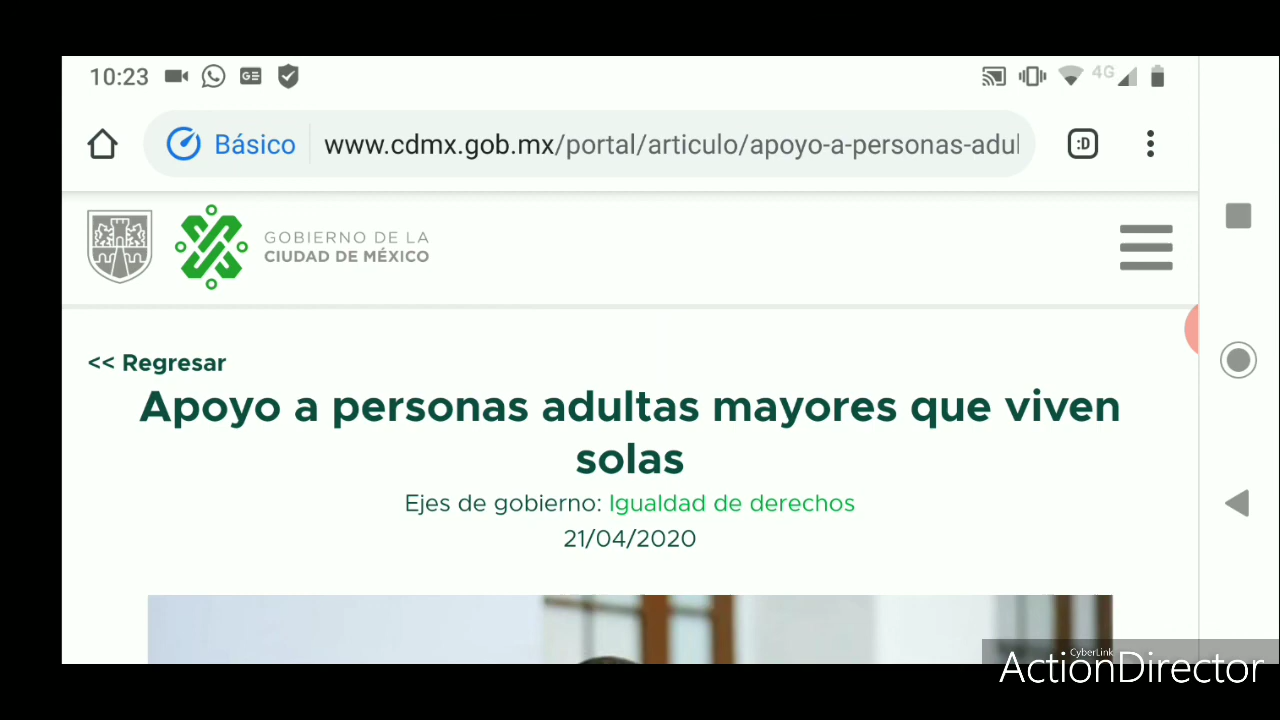 10:23
GE
4G
Básico
www.cdmx.gob.mx/portal/articulo/apoyo-a-personas-adul
:D
GOBIERNO DE LA
CIUDAD DE MÉXICO
<< Regresar
Apoyo a personas adultas mayores que viven
solas
Ejes de gobierno: Igualdad de derechos
21/04/2020
CyberLink
ActionDirector